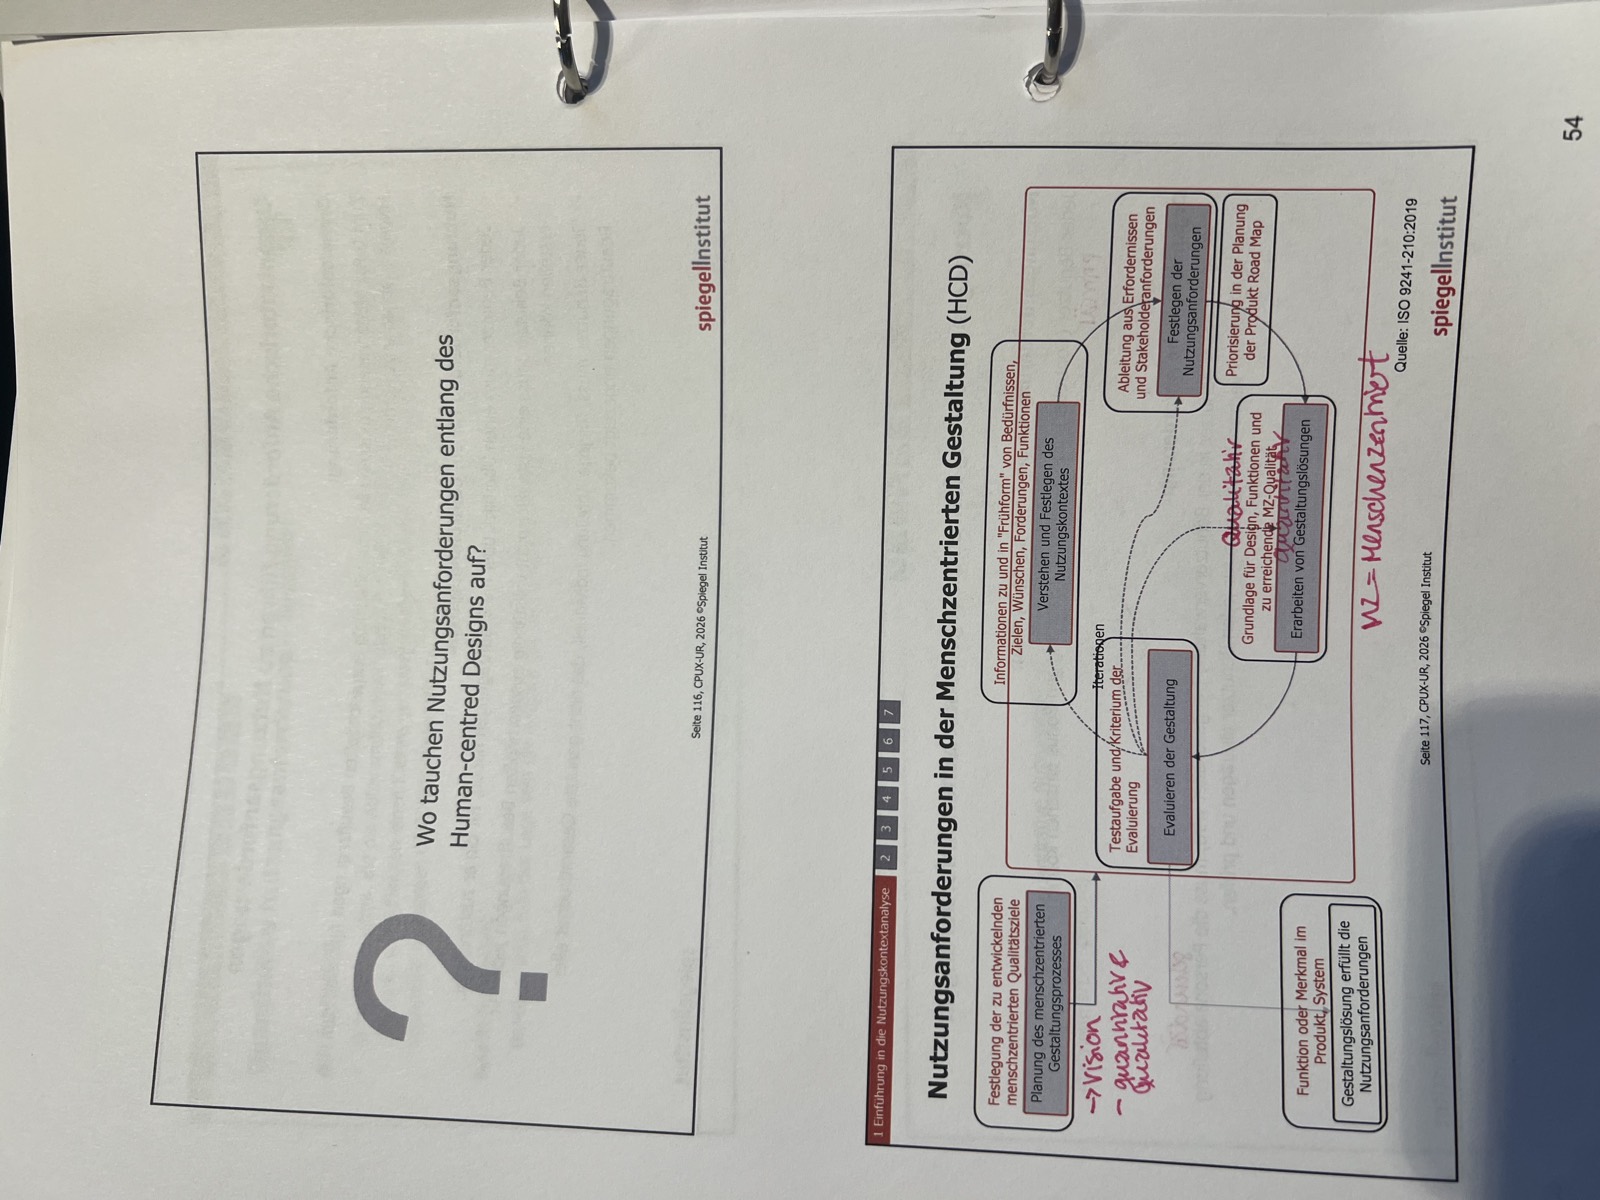 Wo tauchen Nutzungsanforderungen entlang des
Human-centred Designs auf?
Seite 116, CPUX-UR, 2026 ©Spiegel Institut
spiegelInstitut
1 Einführung in die Nutzungskontextanalyse 2 3 4 5 6 7
Nutzungsanforderungen in der Menschzentrierten Gestaltung (HCD)
Festlegung der zu entwickelnden
menschzentrierten Qualitätsziele
Planung des menschzentrierten
Gestaltungsprozesses
→ Vision
- quantitativ &
Qualitativ
Informationen zu und in "Frühform" von Bedürfnissen,
Zielen, Wünschen, Forderungen, Funktionen
Verstehen und Festlegen des
Nutzungskontextes
Iterationen
Testaufgabe und Kriterium der
Evaluierung
Evaluieren der Gestaltung
Ableitung aus Erfordernissen
und Stakeholderanforderungen
Festlegen der
Nutzungsanforderungen
Priorisierung in der Planung
der Produkt Road Map
Qualitativ
Grundlage für Design, Funktionen und
zu erreichende MZ-Qualität
quantitativ
Erarbeiten von Gestaltungslösungen
Funktion oder Merkmal im
Produkt, System
Gestaltungslösung erfüllt die
Nutzungsanforderungen
MZ = Menschenzentriert
Quelle: ISO 9241-210:2019
Seite 117, CPUX-UR, 2026 ©Spiegel Institut
spiegelInstitut
54